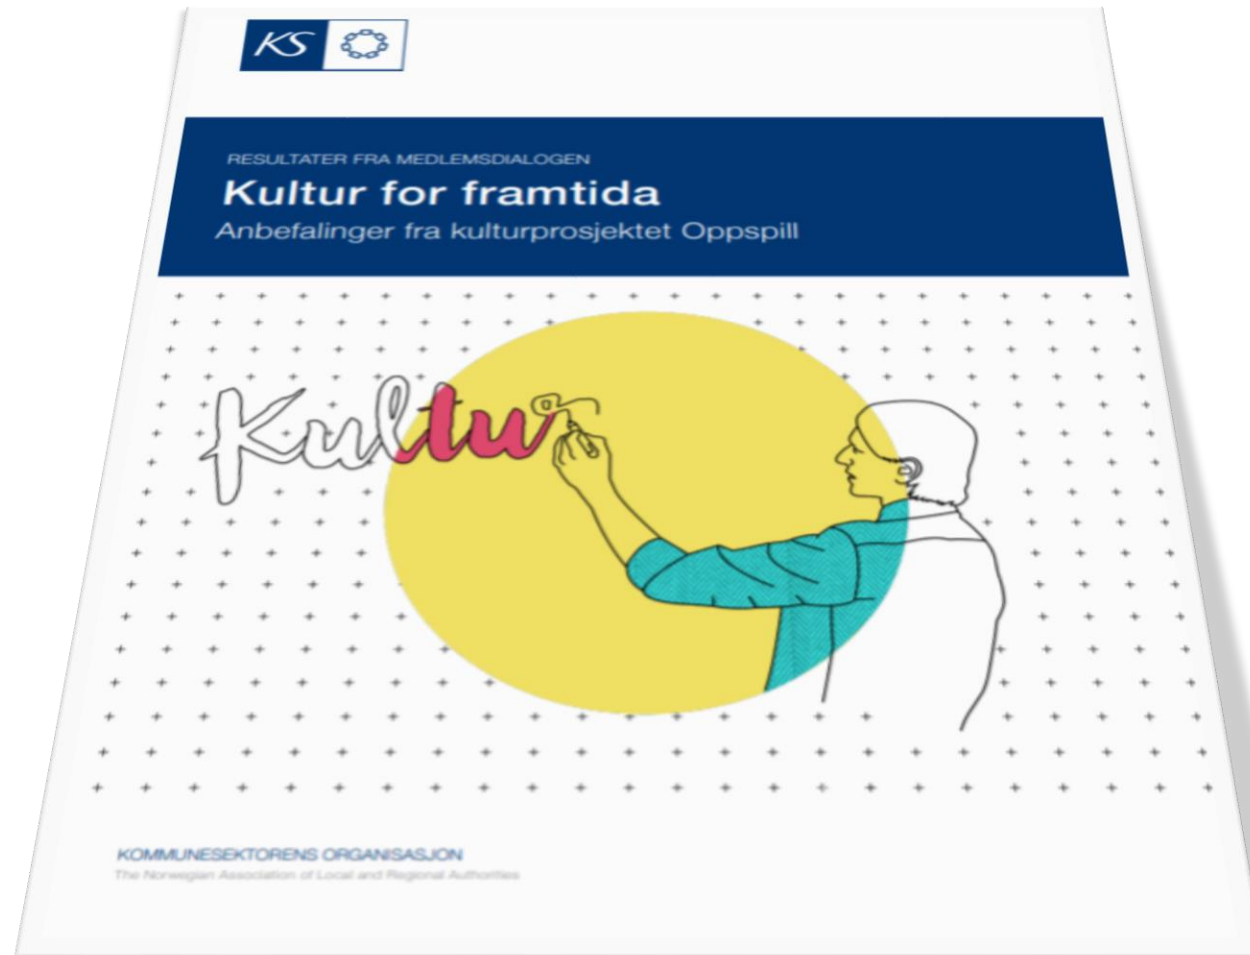 KS
RESULTATER FRA MEDLEMSDIALOGEN
Kultur for framtida
Anbefalinger fra kulturprosjektet Oppspill
Kultu
KOMMUNESEKTORENS ORGANISASJON
The Norwegian Association of Local and Regional Authorities